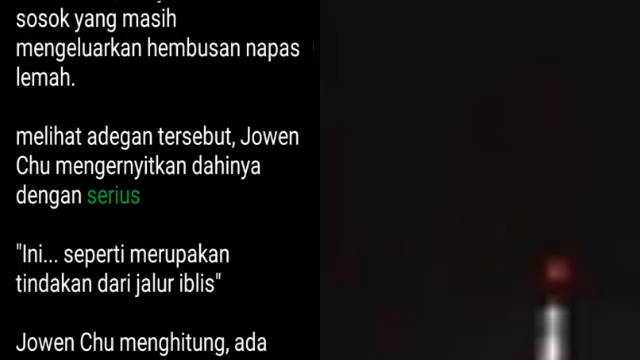 sosok yang masih
mengeluarkan hembusan napas
lemah.
melihat adegan tersebut, Jowen
Chu mengernyitkan dahinya
dengan serius
"Ini... seperti merupakan
tindakan dari jalur iblis"
Jowen Chu menghitung, ada